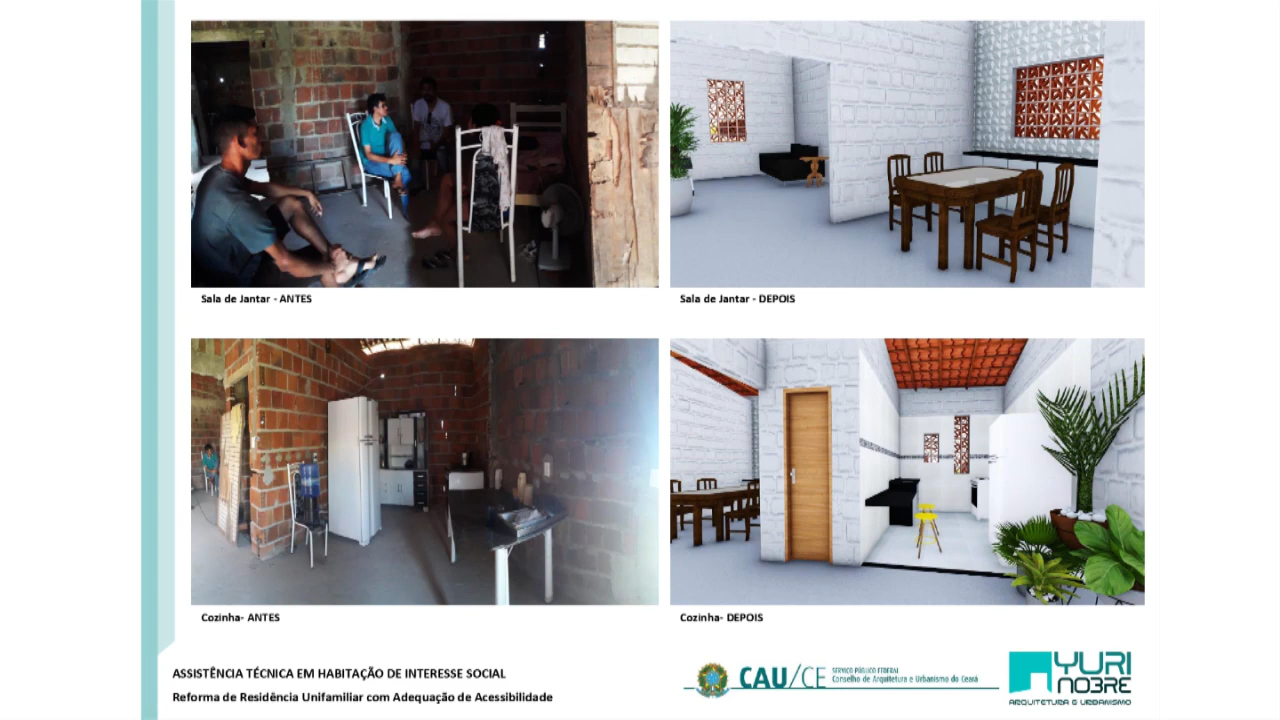 Sala de Jantar - ANTES
Sala de Jantar - DEPOIS
Cozinha- ANTES
Cozinha- DEPOIS
ASSISTÊNCIA TÉCNICA EM HABITAÇÃO DE INTERESSE SOCIAL
Reforma de Residência Unifamiliar com Adequação de Acessibilidade
CAU/CE
SERVIÇO PÚBLICO FEDERAL
Conselho de Arquitetura e Urbanismo do Ceará
YURI
NO3RE
ARQUITETURA & URBANISMO